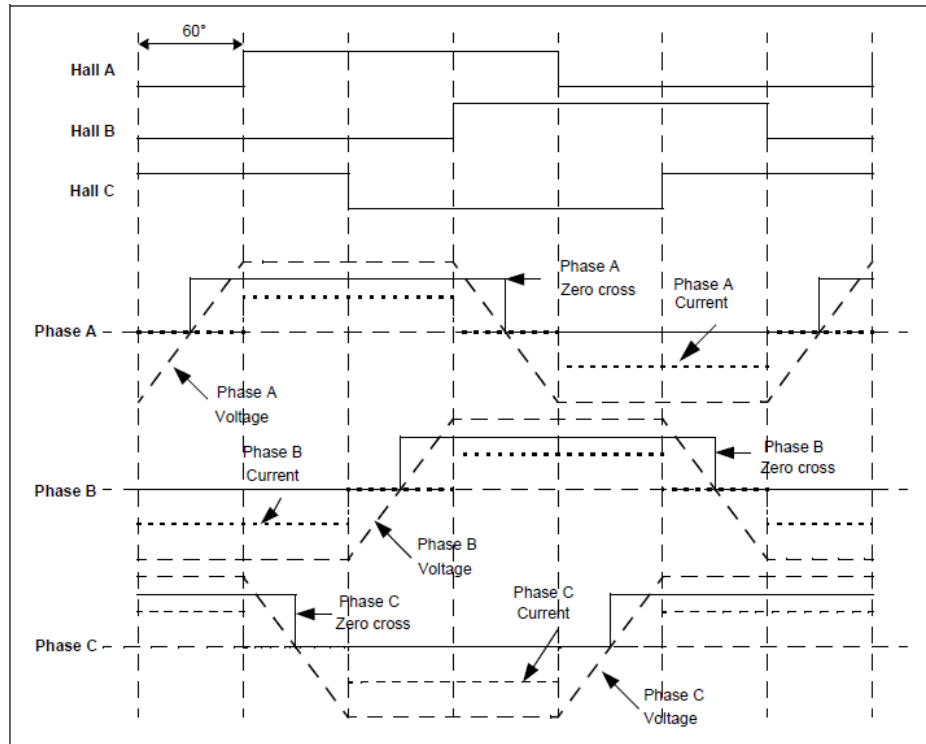 60°
Hall A
Hall B
Hall C
Phase A
Zero cross
Phase A
Current
Phase A
Phase A
Voltage
Phase B
Current
Phase B
Zero cross
Phase B
Phase B
Voltage
Phase C
Zero cross
Phase C
Current
Phase C
Phase C
Voltage